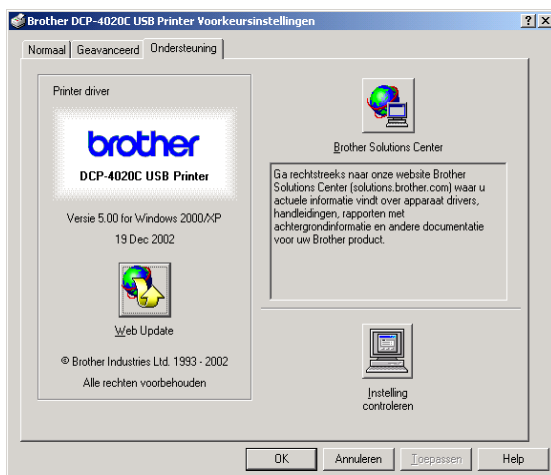 Brother DCP-4020C USB Printer Voorkeursinstellingen
Normaal
Geavanceerd
Ondersteuning
Printer driver
brother
DCP-4020C USB Printer
Versie 5.00 for Windows 2000/XP
19 Dec 2002
Web Update
© Brother Industries Ltd. 1993 - 2002
Alle rechten voorbehouden
Brother Solutions Center
Ga rechtstreeks naar onze website Brother
Solutions Center (solutions.brother.com) waar u
actuele informatie vindt over apparaat drivers,
handleidingen, rapporten met
achtergrondinformatie en andere documentatie
voor uw Brother product.
Instelling
controleren
OK
Annuleren
Toepassen
Help